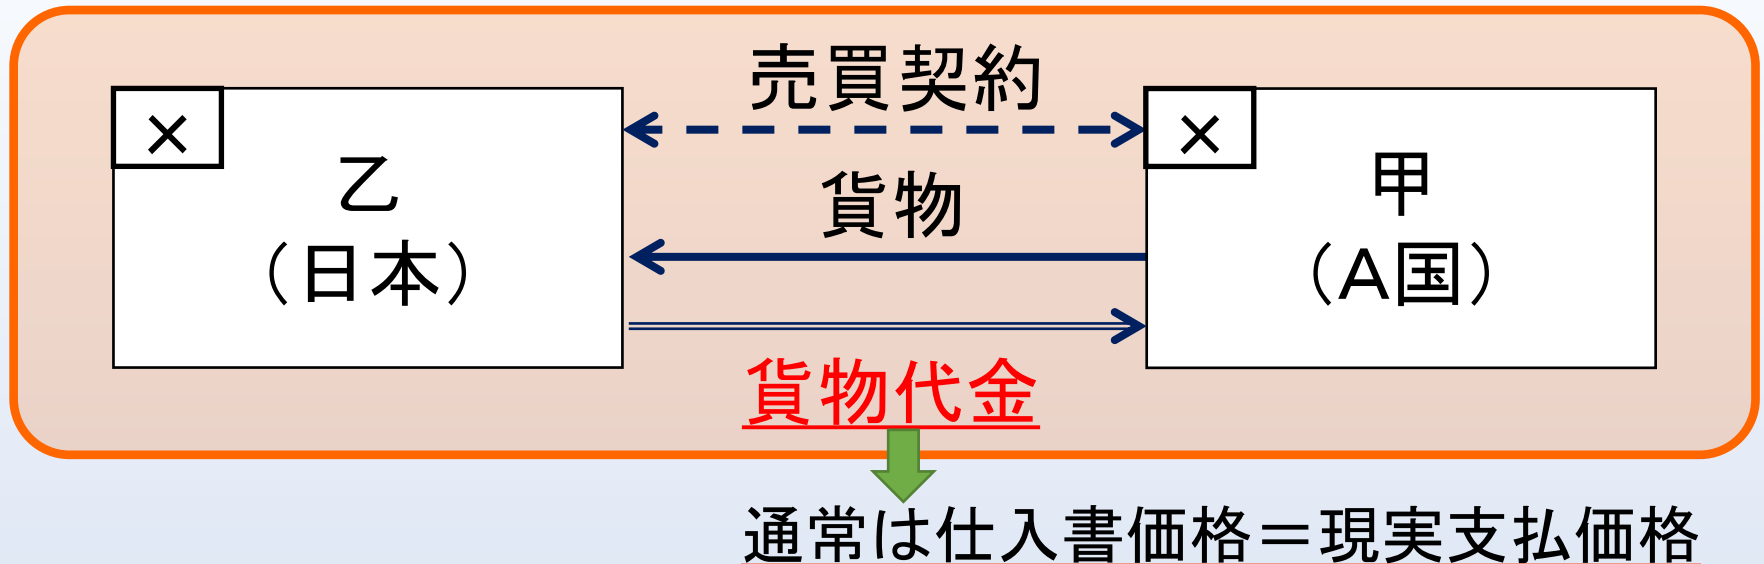 売買契約
×
×
乙
（日本）
甲
（A国）
貨物
貨物代金
通常は仕入書価格＝現実支払価格